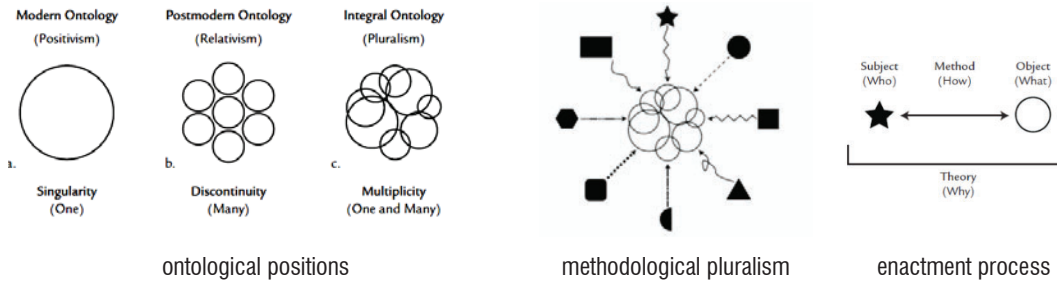 Modern Ontology
(Positivism)
a.
Singularity
(One)
Postmodern Ontology
(Relativism)
b.
Discontinuity
(Many)
Integral Ontology
(Pluralism)
c.
Multiplicity
(One and Many)
ontological positions
methodological pluralism
Subject
(Who)
Method
(How)
Object
(What)
Theory
(Why)
enactment process